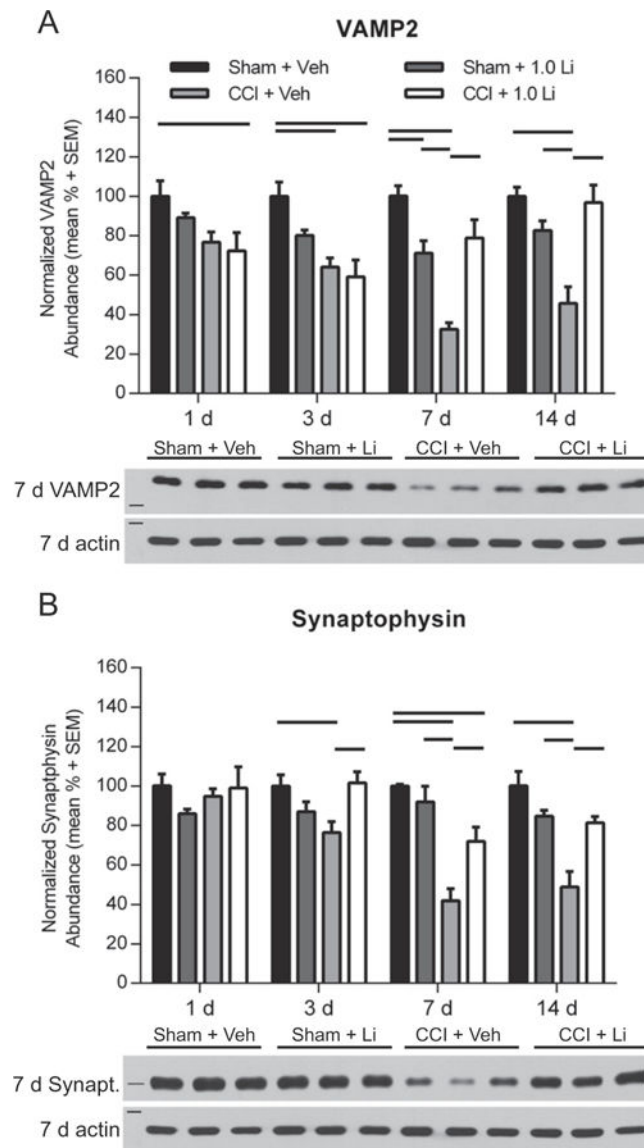 A
VAMP2
Sham + Veh
Sham + 1.0 Li
CCI + Veh
CCI + 1.0 Li
Normalized VAMP2
Abundance (mean % + SEM)
160
140
120
100
80
60
40
20
0
1 d
3 d
7 d
14 d
Sham + Veh
Sham + Li
CCI + Veh
CCI + Li
7 d VAMP2
7 d actin
B
Synaptophysin
Normalized Synaptphysin
Abundance (mean % + SEM)
160
140
120
100
80
60
40
20
0
1 d
3 d
7 d
14 d
Sham + Veh
Sham + Li
CCI + Veh
CCI + Li
7 d Synapt.
7 d actin